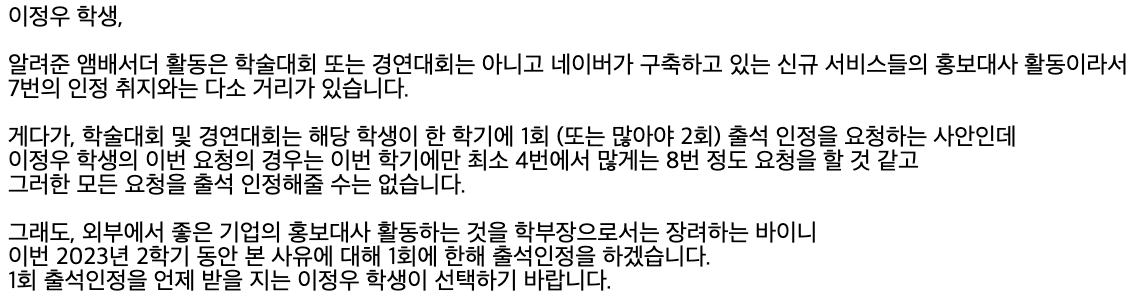 이정우 학생,
알려준 앰배서더 활동은 학술대회 또는 경연대회는 아니고 네이버가 구축하고 있는 신규 서비스들의 홍보대사 활동이라서
7번의 인정 취지와는 다소 거리가 있습니다.
게다가, 학술대회 및 경연대회는 해당 학생이 한 학기에 1회 (또는 많아야 2회) 출석 인정을 요청하는 사안인데
이정우 학생의 이번 요청의 경우는 이번 학기에만 최소 4번에서 많게는 8번 정도 요청을 할 것 같고
그러한 모든 요청을 출석 인정해줄 수는 없습니다.
그래도, 외부에서 좋은 기업의 홍보대사 활동하는 것을 학부장으로서는 장려하는 바이니
이번 2023년 2학기 동안 본 사유에 대해 1회에 한해 출석인정을 하겠습니다.
1회 출석인정을 언제 받을 지는 이정우 학생이 선택하기 바랍니다.